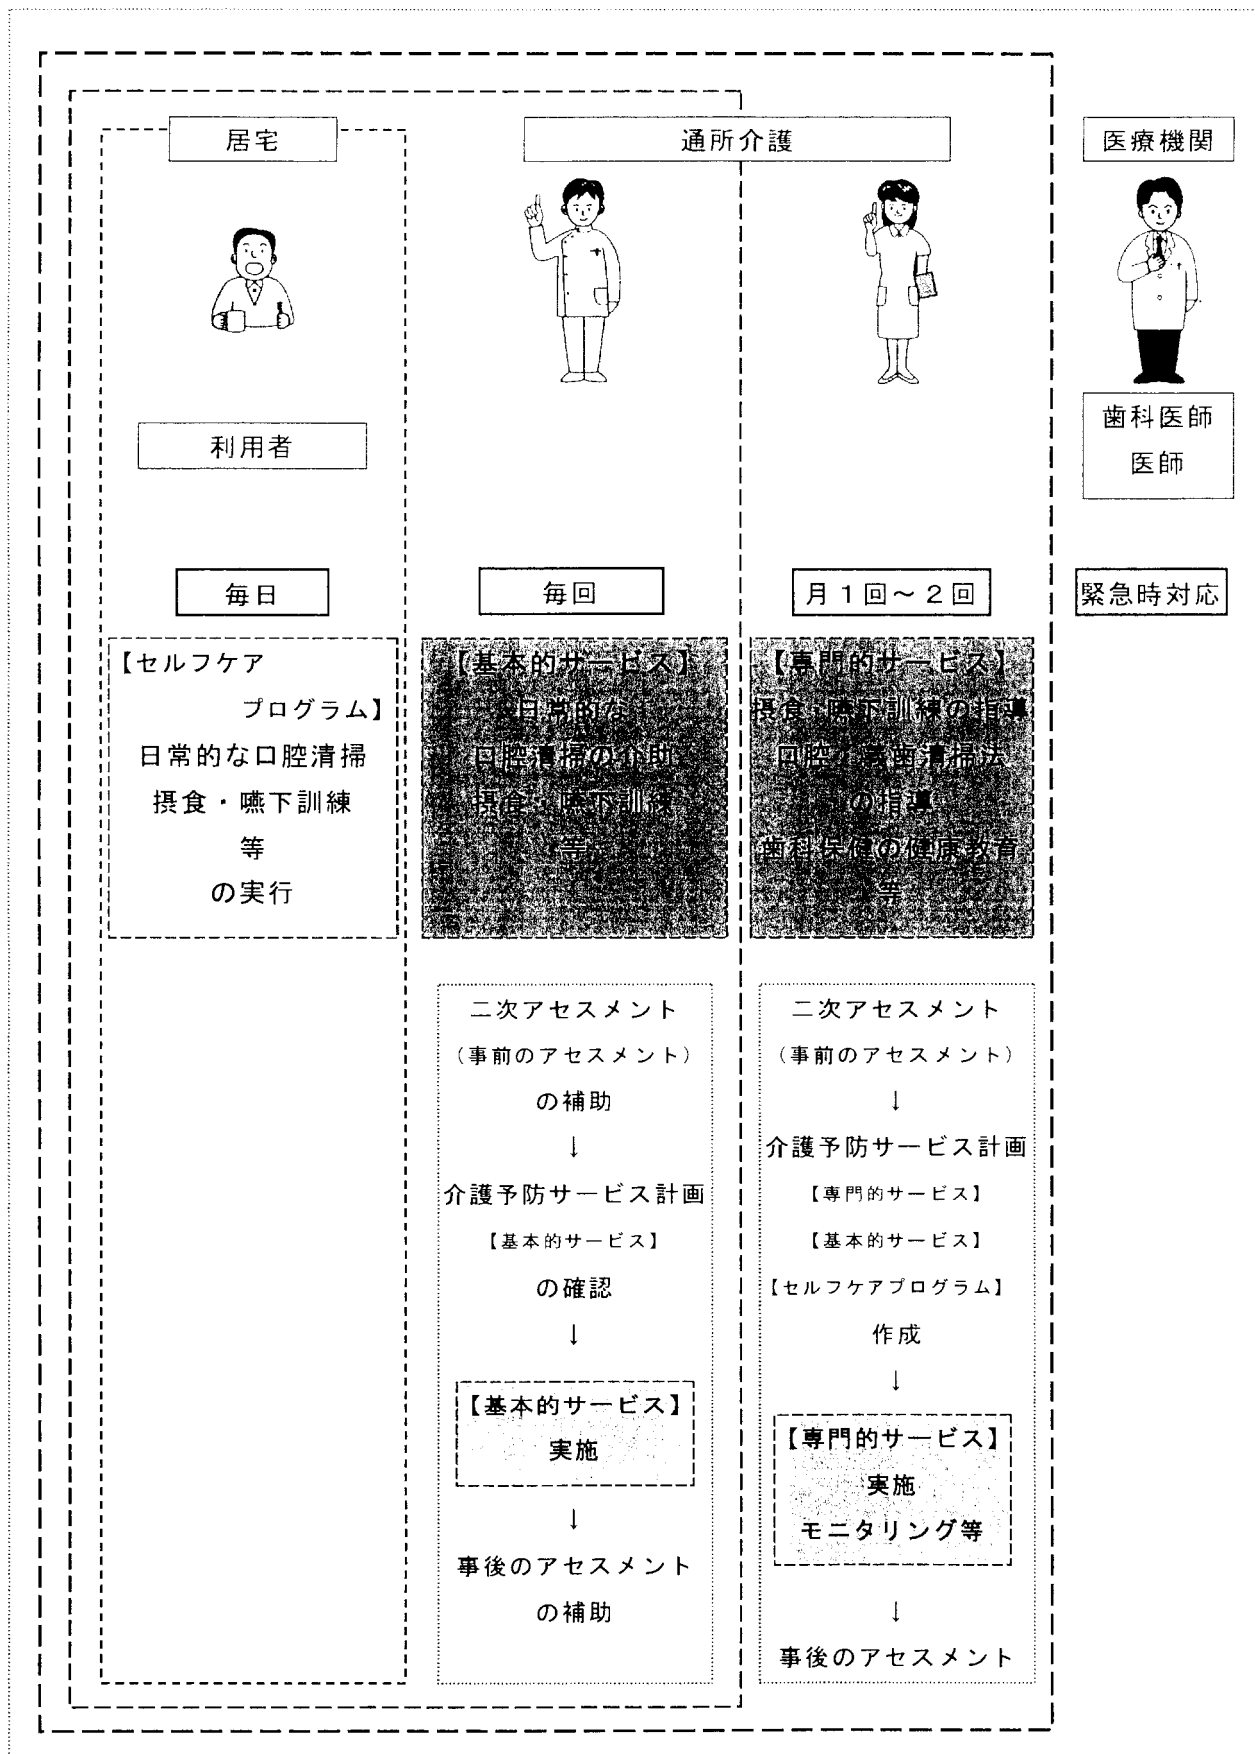 居宅
通所介護
医療機関
利用者
歯科医師
医師
毎日
毎回
月1回～2回
緊急時対応
【セルフケア
プログラム】
日常的な口腔清掃
摂食・嚥下訓練
等
の実行
【基本的サービス】
日常的な
口腔清掃の介助
摂食・嚥下訓練
等
【専門的サービス】
摂食・嚥下訓練の指導
口腔・義歯清掃法
の指導
歯科保健の健康教育
等
二次アセスメント
（事前のアセスメント）
の補助
↓
介護予防サービス計画
【基本的サービス】
の確認
↓
【基本的サービス】
実施
↓
事後のアセスメント
の補助
二次アセスメント
（事前のアセスメント）
↓
介護予防サービス計画
【専門的サービス】
【基本的サービス】
【セルフケアプログラム】
作成
↓
【専門的サービス】
実施
モニタリング等
↓
事後のアセスメント